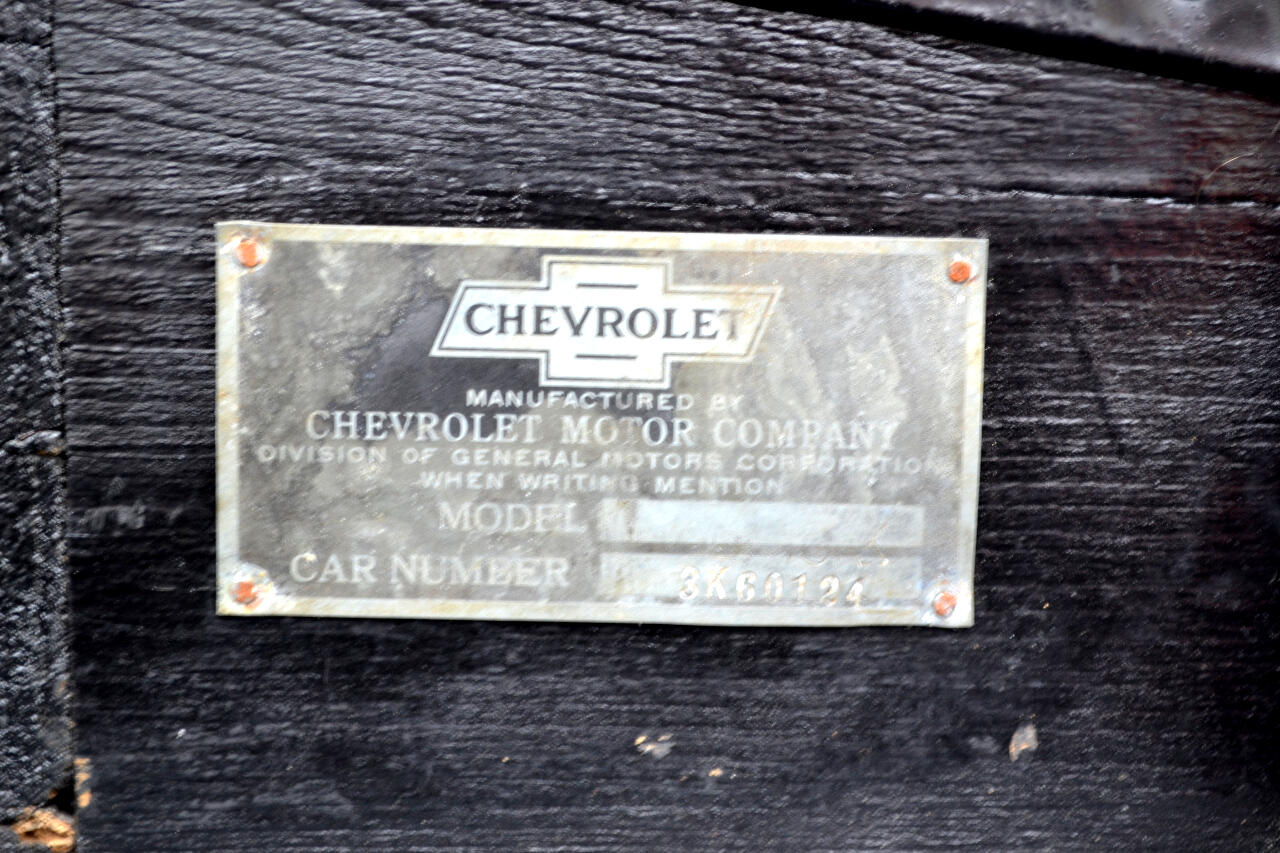 CHEVROLET
MANUFACTURED BY
CHEVROLET MOTOR COMPANY
DIVISION OF GENERAL MOTORS CORPORATION
WHEN WRITING MENTION
MODEL
CAR NUMBER 3K60124